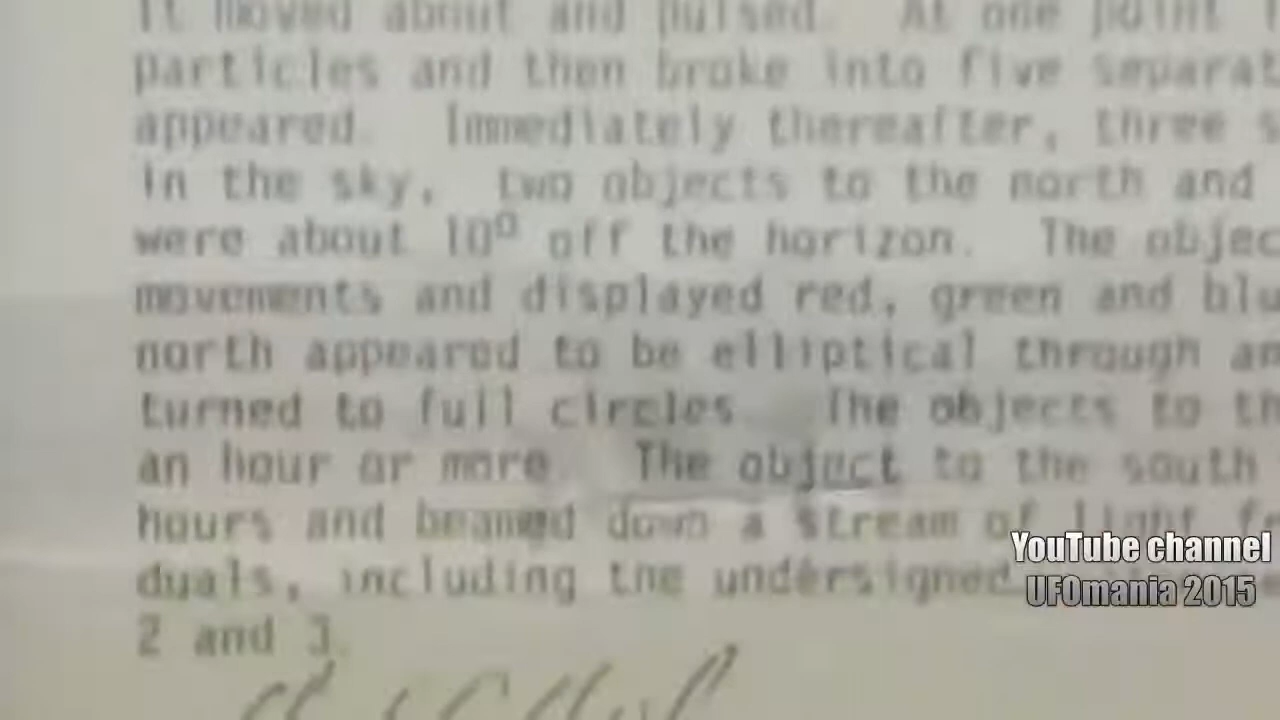 it moved about and pulsed. At one point
particles and then broke into five separat
appeared. Immediately thereafter, three s
in the sky, two objects to the north and
were about 10° off the horizon. The objec
movements and displayed red, green and blu
north appeared to be elliptical through an
turned to full circles. The objects to th
an hour or more. The object to the south
hours and beamed down a stream of light f
duals, including the undersigned
2 and 3.
YouTube channel
UFOmania 2015